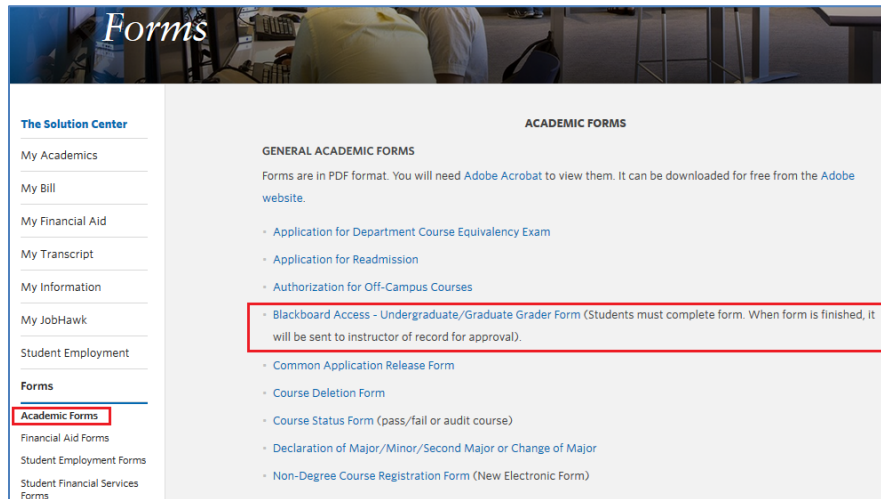 Forms
The Solution Center
My Academics
My Bill
My Financial Aid
My Transcript
My Information
My JobHawk
Student Employment
Forms
Academic Forms
Financial Aid Forms
Student Employment Forms
Student Financial Services
Forms
ACADEMIC FORMS
GENERAL ACADEMIC FORMS
Forms are in PDF format. You will need Adobe Acrobat to view them. It can be downloaded for free from the Adobe
website.
Application for Department Course Equivalency Exam
Application for Readmission
Authorization for Off-Campus Courses
Blackboard Access - Undergraduate/Graduate Grader Form (Students must complete form. When form is finished, it
will be sent to instructor of record for approval).
Common Application Release Form
Course Deletion Form
Course Status Form (pass/fail or audit course)
Declaration of Major/Minor/Second Major or Change of Major
Non-Degree Course Registration Form (New Electronic Form)